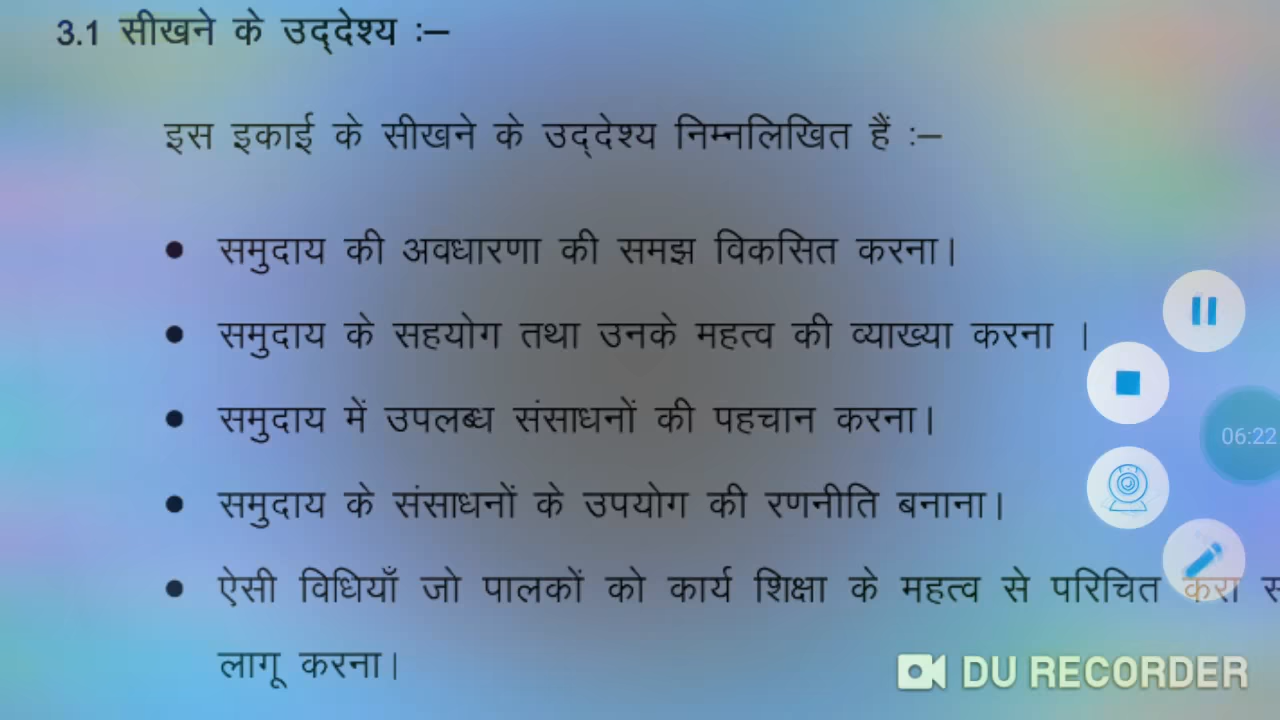 3.1 सीखने के उद्देश्य :–
इस इकाई के सीखने के उद्देश्य निम्नलिखित हैं :–
• समुदाय की अवधारणा की समझ विकसित करना।
• समुदाय के सहयोग तथा उनके महत्व की व्याख्या करना ।
• समुदाय में उपलब्ध संसाधनों की पहचान करना।
• समुदाय के संसाधनों के उपयोग की रणनीति बनाना।
06:22
• ऐसी विधियाँ जो पालकों को कार्य शिक्षा के महत्व से परिचित करा
लागू करना।
DU RECORDER